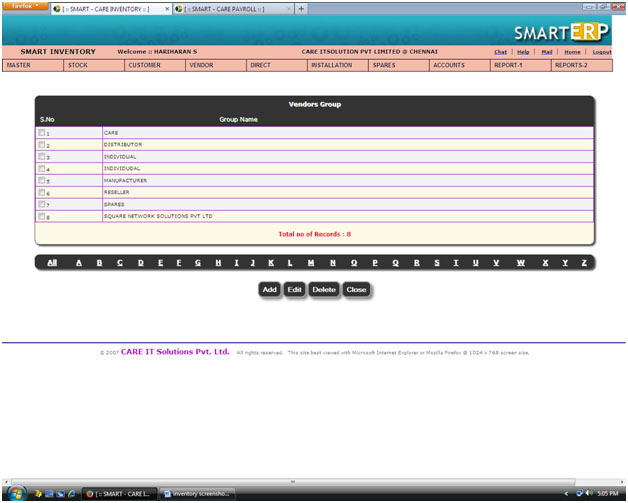 firefox
[ :: SMART - CARE INVENTORY :: ] × [ :: SMART - CARE PAYROLL :: ] × +
SMARTERP
SMART INVENTORY Welcome :: HARIHARAN S CARE ITSOLUTION PVT LIMITED @ CHENNAI Chat | Help | Mail | Home | Logout
MASTER STOCK CUSTOMER VENDOR DIRECT INSTALLATION SPARES ACCOUNTS REPORT-1 REPORTS-2
Vendors Group
S.No Group Name
1 CARE
2 DISTRIBUTOR
3 INDIVIDUAL
4 INDIVIDUDAL
5 MANUFACTURER
6 RESELLER
7 SPARES
8 SQUARE NETWORK SOLUTIONS PVT LTD
Total no of Records : 8
All A B C D E F G H I J K L M N O P Q R S T U V W X Y Z
Add Edit Delete Close
© 2007 CARE IT Solutions Pvt. Ltd. All rights reserved. This site best viewed with Microsoft Internet Explorer or Mozilla Firefox @ 1024 x 768 screen size.
[ :: SMART - CARE I... inventory screensho... 5:05 PM